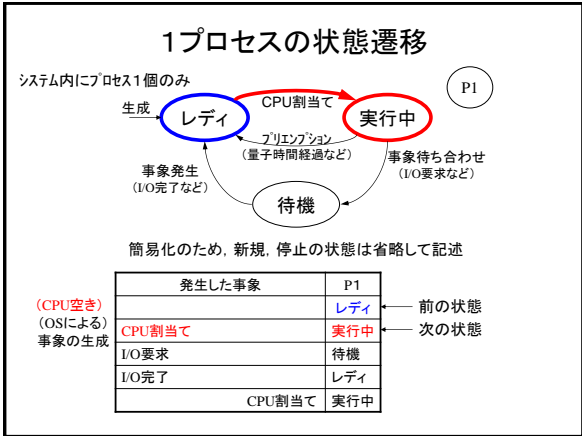 1プロセスの状態遷移
システム内にプロセス1個のみ
P1
生成
レディ
CPU割当て
実行中
プリエンプション
(量子時間経過など)
事象発生
(I/O完了など)
事象待ち合わせ
(I/O要求など)
待機
簡易化のため, 新規, 停止の状態は省略して記述
発生した事象 P1
レディ 前の状態
(CPU空き)
(OSによる)
事象の生成
CPU割当て 実行中 次の状態
I/O要求 待機
I/O完了 レディ
CPU割当て 実行中